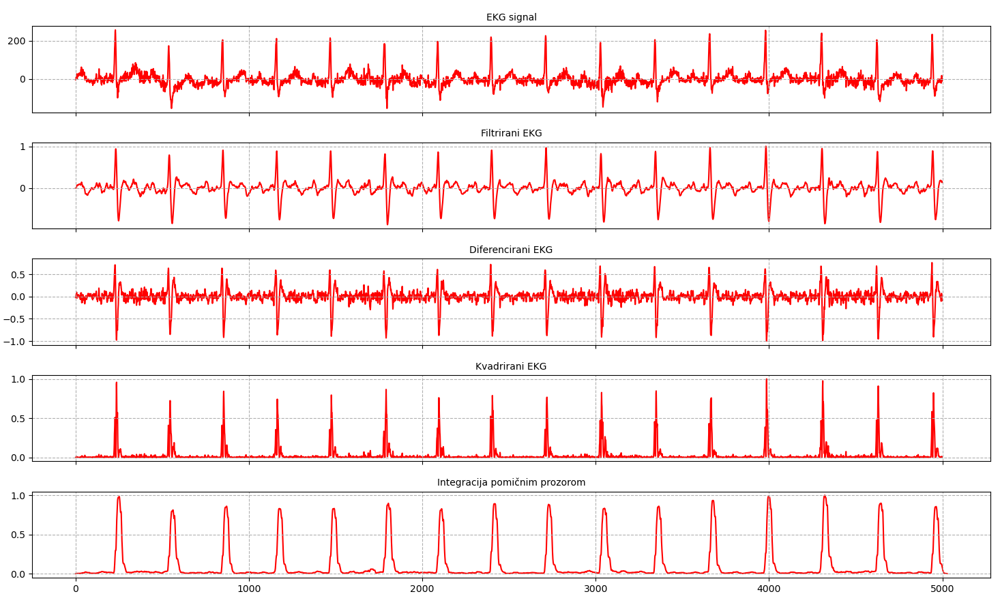 EKG signal
200
0
Filtrirani EKG
1
0
Diferencirani EKG
0.5
0.0
−0.5
−1.0
Kvadrirani EKG
1.0
0.5
0.0
Integracija pomičnim prozorom
1.0
0.5
0.0
0 1000 2000 3000 4000 5000